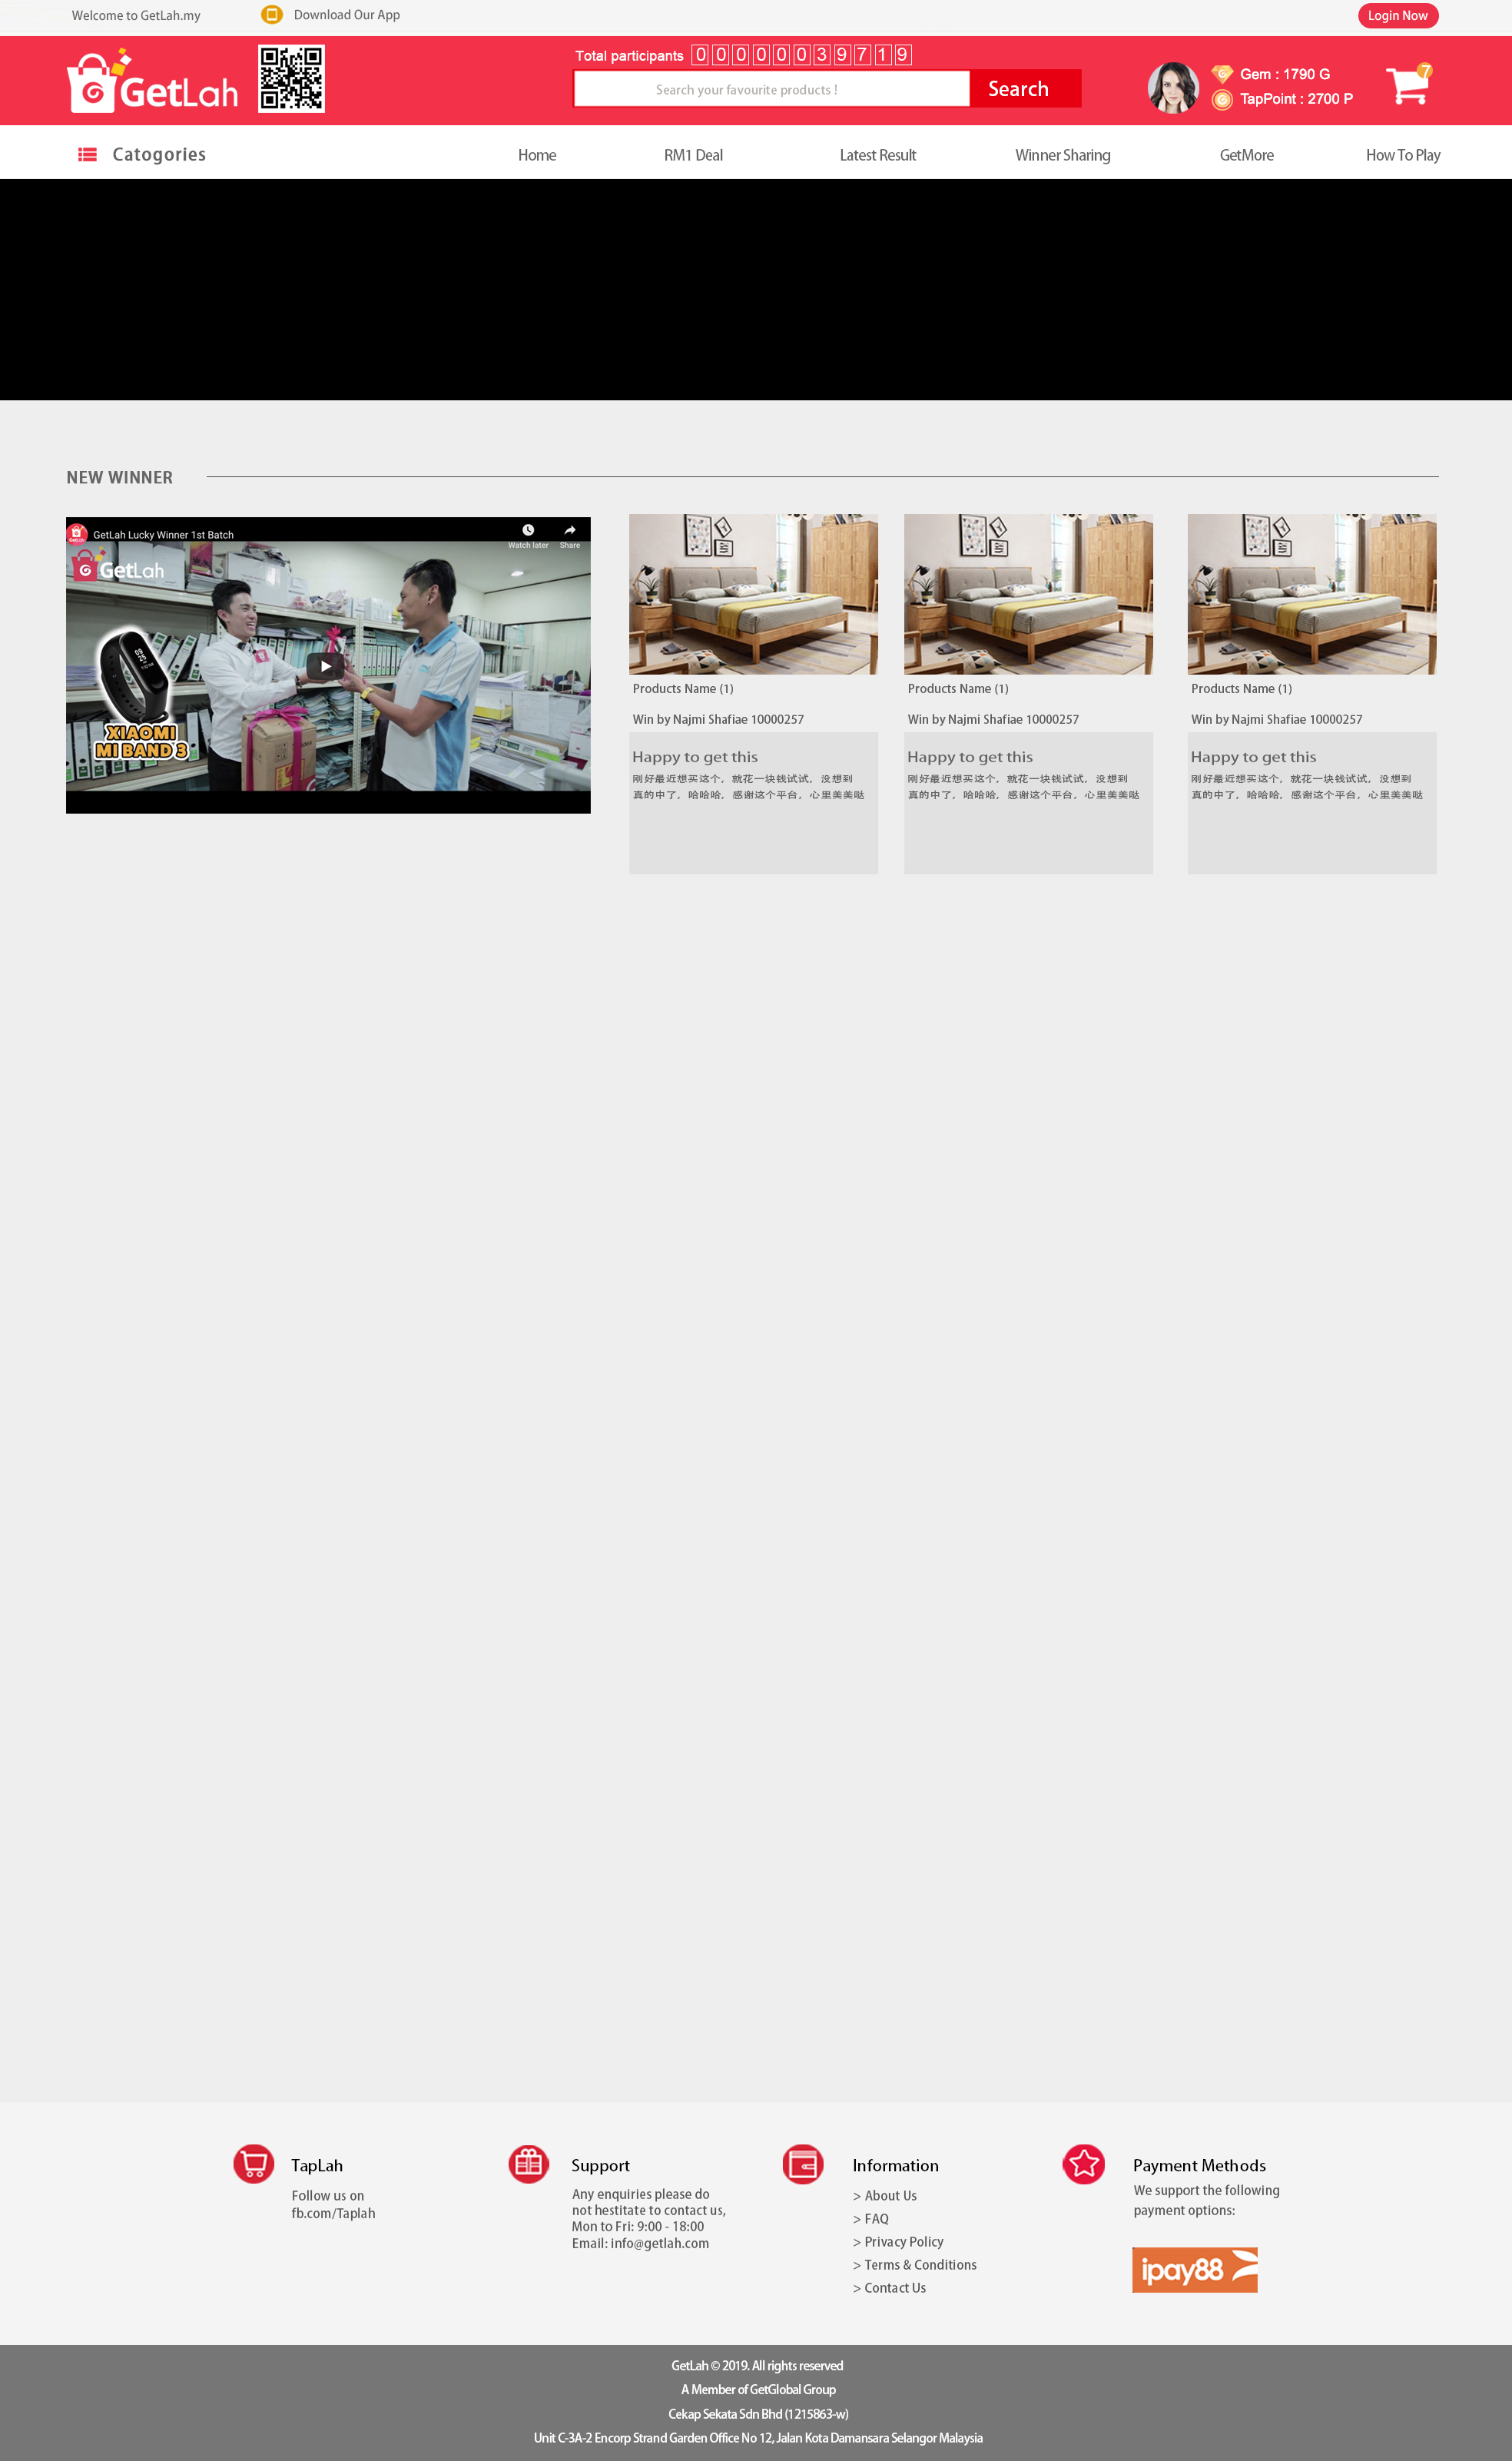 Welcome to GetLah.my
Download Our App
Login Now
GetLah
Total participants 00000039719
Search your favourite products !
Search
Gem : 1790 G
TapPoint : 2700 P
7
Catogories
Home
RM1 Deal
Latest Result
Winner Sharing
GetMore
How To Play
NEW WINNER
GetLah Lucky Winner 1st Batch
Watch later
Share
GetLah
XIAOMI
MI BAND 3
Products Name (1)
Win by Najmi Shafiae 10000257
Happy to get this
刚好最近想买这个，就花一块钱试试，没想到
真的中了，哈哈哈，感谢这个平台，心里美美哒
Products Name (1)
Win by Najmi Shafiae 10000257
Happy to get this
刚好最近想买这个，就花一块钱试试，没想到
真的中了，哈哈哈，感谢这个平台，心里美美哒
Products Name (1)
Win by Najmi Shafiae 10000257
Happy to get this
刚好最近想买这个，就花一块钱试试，没想到
真的中了，哈哈哈，感谢这个平台，心里美美哒
TapLah
Follow us on
fb.com/Taplah
Support
Any enquiries please do
not hestitate to contact us,
Mon to Fri: 9:00 - 18:00
Email: info@getlah.com
Information
> About Us
> FAQ
> Privacy Policy
> Terms & Conditions
> Contact Us
Payment Methods
We support the following
payment options:
ipay88
GetLah © 2019. All rights reserved
A Member of GetGlobal Group
Cekap Sekata Sdn Bhd (1215863-w)
Unit C-3A-2 Encorp Strand Garden Office No 12, Jalan Kota Damansara Selangor Malaysia